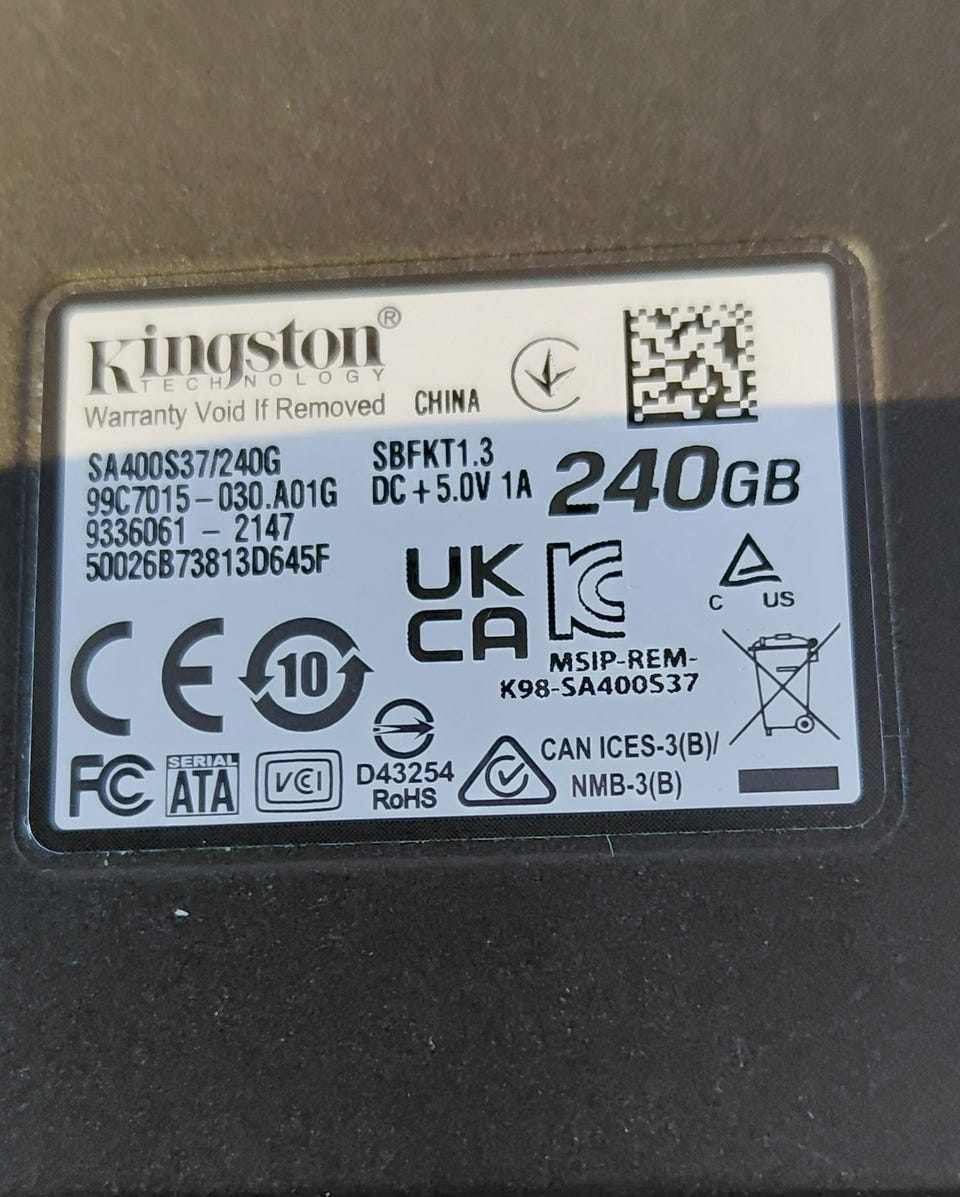 Kingston®
TECHNOLOGY
Warranty Void If Removed
CHINA
SA400S37/240G
99C7015-030.A01G
9336061 - 2147
50026B73813D645F
SBFKT1.3
DC+5.0V 1A
240GB
UK
CA
C US
MSIP-REM-
K98-SA400S37
CE
10
FC
SERIAL
ATA
VCI
D43254
RoHS
CAN ICES-3(B)/
NMB-3(B)